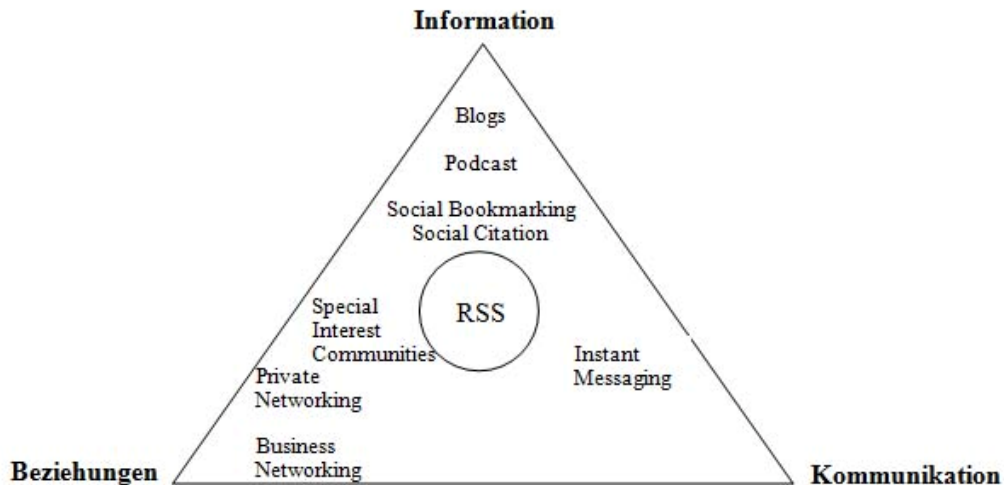 Information
Blogs
Podcast
Social Bookmarking
Social Citation
RSS
Special
Interest
Communities
Instant
Messaging
Private
Networking
Business
Networking
Beziehungen
Kommunikation